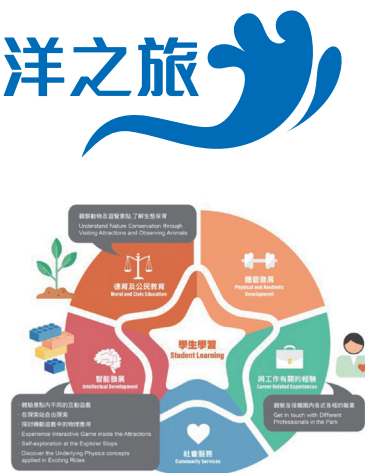 洋之旅
觀察動物及遊覽景點,了解生態保育
Understand Nature Conservation through
Visiting Attractions and Observing Animals
德育及公民教育
Moral and Civic Education
體藝發展
Physical and Aesthetic
Development
學生學習
Student Learning
智能發展
Intellectual Development
與工作有關的經驗
Career Related Experiences
社會服務
Community Services
· 體驗景點內不同的互動遊戲
· 在探索站自由探索
· 探討機動遊戲中的物理應用
· Experience Interactive Game inside the Attractions
· Self-exploration at the Explorer Stops
· Discover the Underlying Physics concepts
applied in Exciting Rides
觀察及接觸園內各式各樣的職業
Get in touch with Different
Professionals in the Park